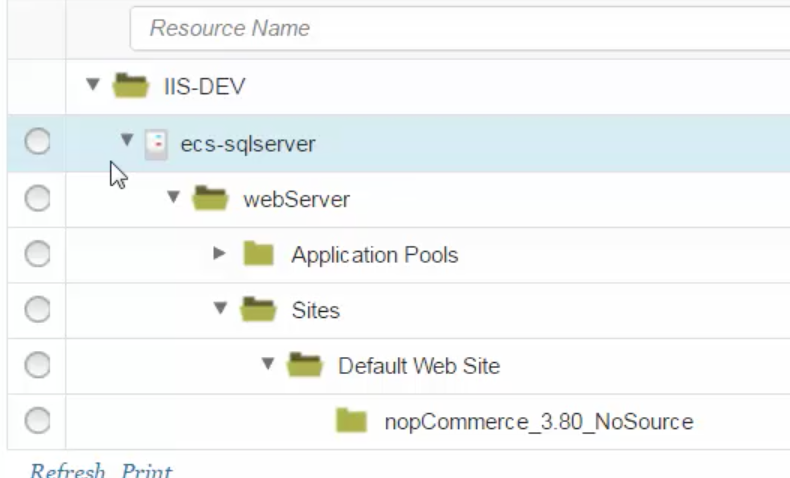 Resource Name
IIS-DEV
ecs-sqlserver
webServer
Application Pools
Sites
Default Web Site
nopCommerce_3.80_NoSource
Refresh Print